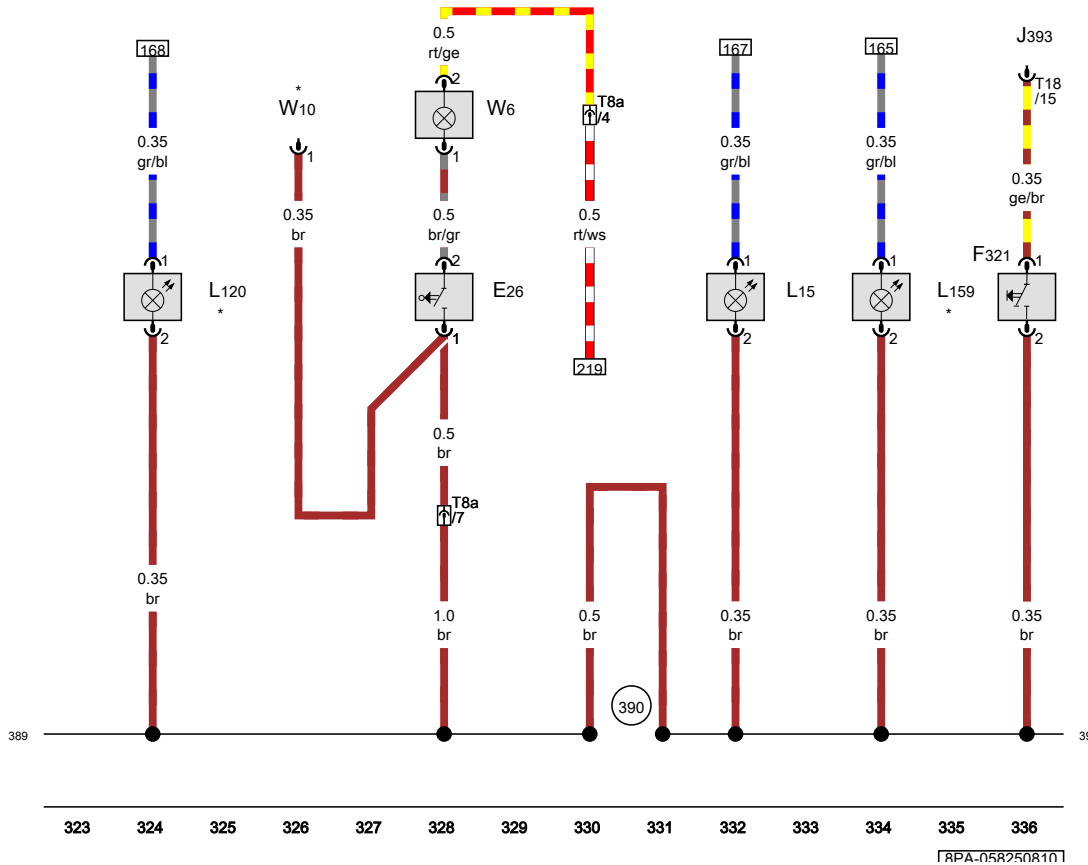 168
0.35
gr/bl
1
L120
*
2
0.35
br
*
W10
1
0.35
br
0.5
rt/ge
2
W6
1
0.5
br/gr
2
E26
1
0.5
br
T8a
/7
1.0
br
T8a
/4
0.5
rt/ws
219
0.5
br
390
167
0.35
gr/bl
1
L15
2
0.35
br
165
0.35
gr/bl
1
L159
*
2
0.35
br
J393
T18
/15
0.35
ge/br
F321
1
2
0.35
br
389
323 324 325 326 327 328 329 330 331 332 333 334 335 336
8PA-058250810